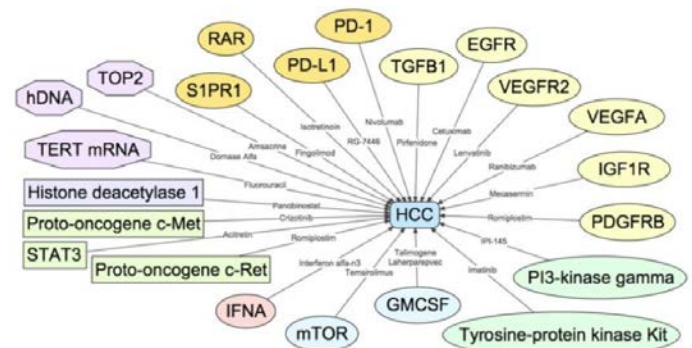 PD-1
RAR
EGFR
PD-L1
TGFB1
TOP2
VEGFR2
hDNA
S1PR1
VEGFA
Isotretinoin
Nivolumab
RG-7446
Cetuximab
Pirfenidone
Amsacrine
Fingolimod
Lenvatinib
TERT mRNA
Dornase Alfa
Ranibizumab
IGF1R
Fluorouracil
Mecasermin
Histone deacetylase 1
Panobinostat
HCC
Proto-oncogene c-Met
Crizotinib
Romiplostim
PDGFRB
STAT3
Acitretin
Romiplostim
IPI-145
Proto-oncogene c-Ret
Interferon alfa-n3
Talimogene
Laherparepvec
Temsirolimus
Imatinib
PI3-kinase gamma
IFNA
GMCSF
mTOR
Tyrosine-protein kinase Kit